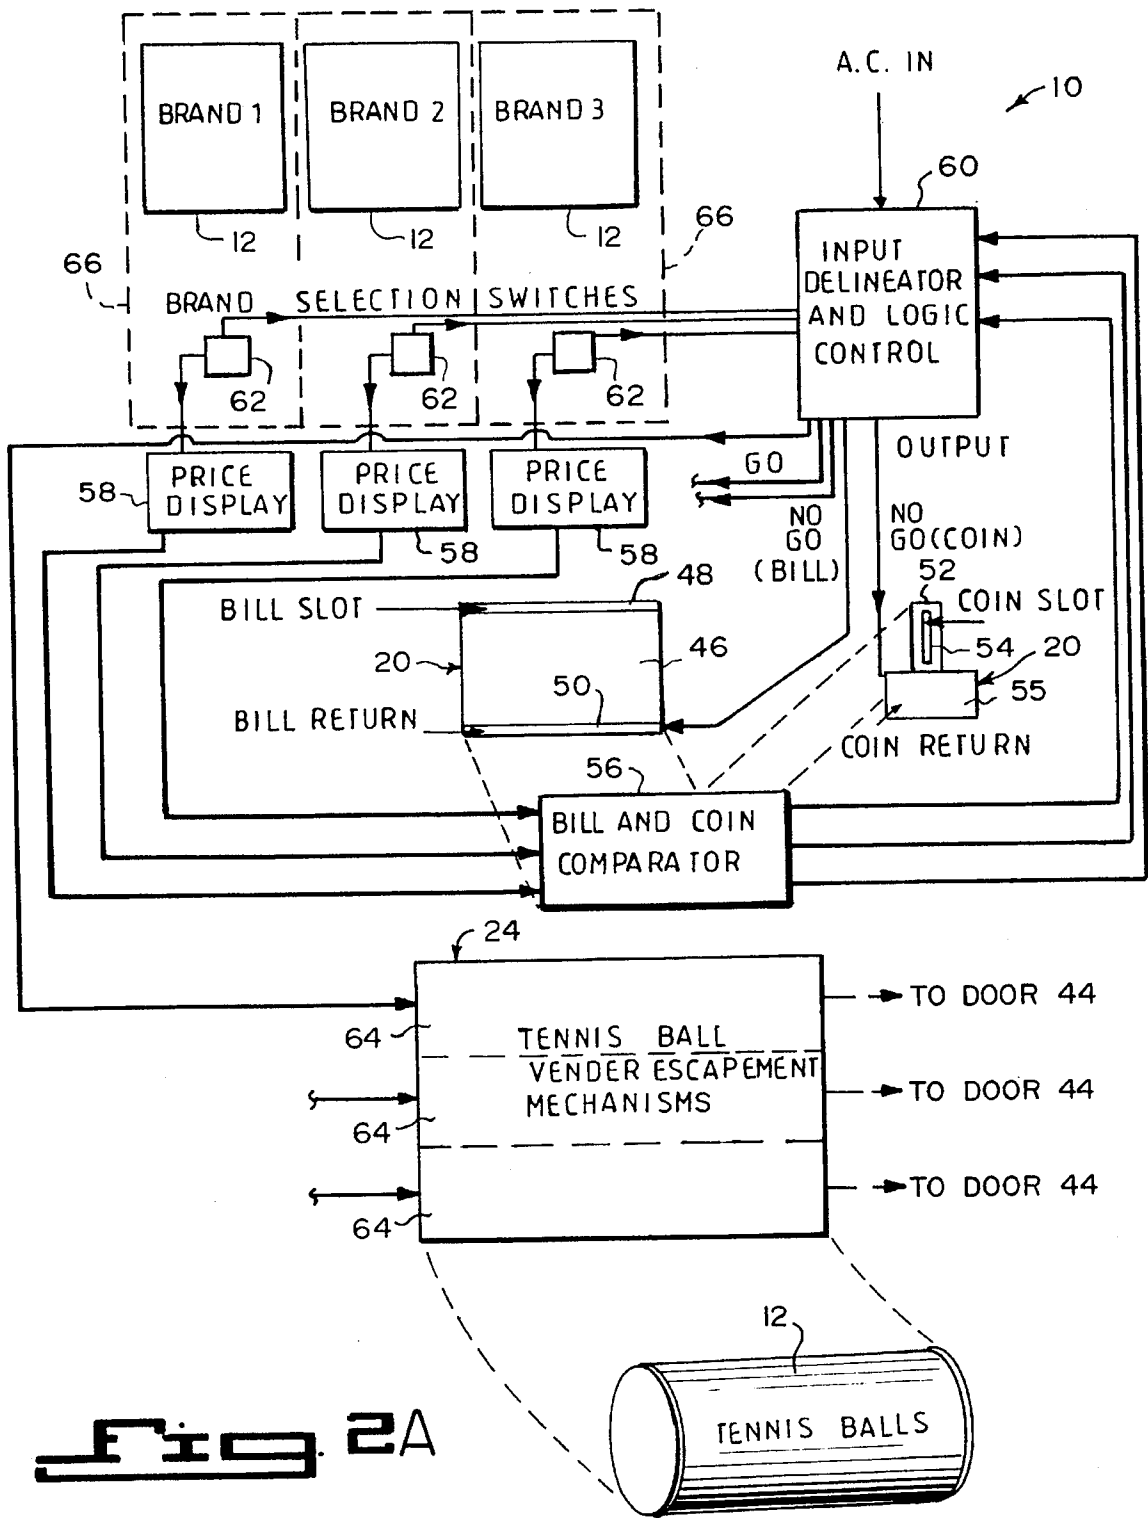 A.C. IN
10
BRAND 1
BRAND 2
BRAND 3
60
12
12
12
66
66
INPUT
DELINEATOR
AND LOGIC
CONTROL
BRAND SELECTION SWITCHES
62
62
62
OUTPUT
GO
PRICE
DISPLAY
58
PRICE
DISPLAY
58
PRICE
DISPLAY
58
NO
GO
(BILL)
NO
GO(COIN)
52
COIN SLOT
54
20
55
COIN RETURN
48
BILL SLOT
20
46
50
BILL RETURN
56
BILL AND COIN
COMPARATOR
24
TO DOOR 44
64
TENNIS BALL
VENDER ESCAPEMENT
MECHANISMS
TO DOOR 44
64
TO DOOR 44
64
12
TENNIS BALLS
Fig. 2A